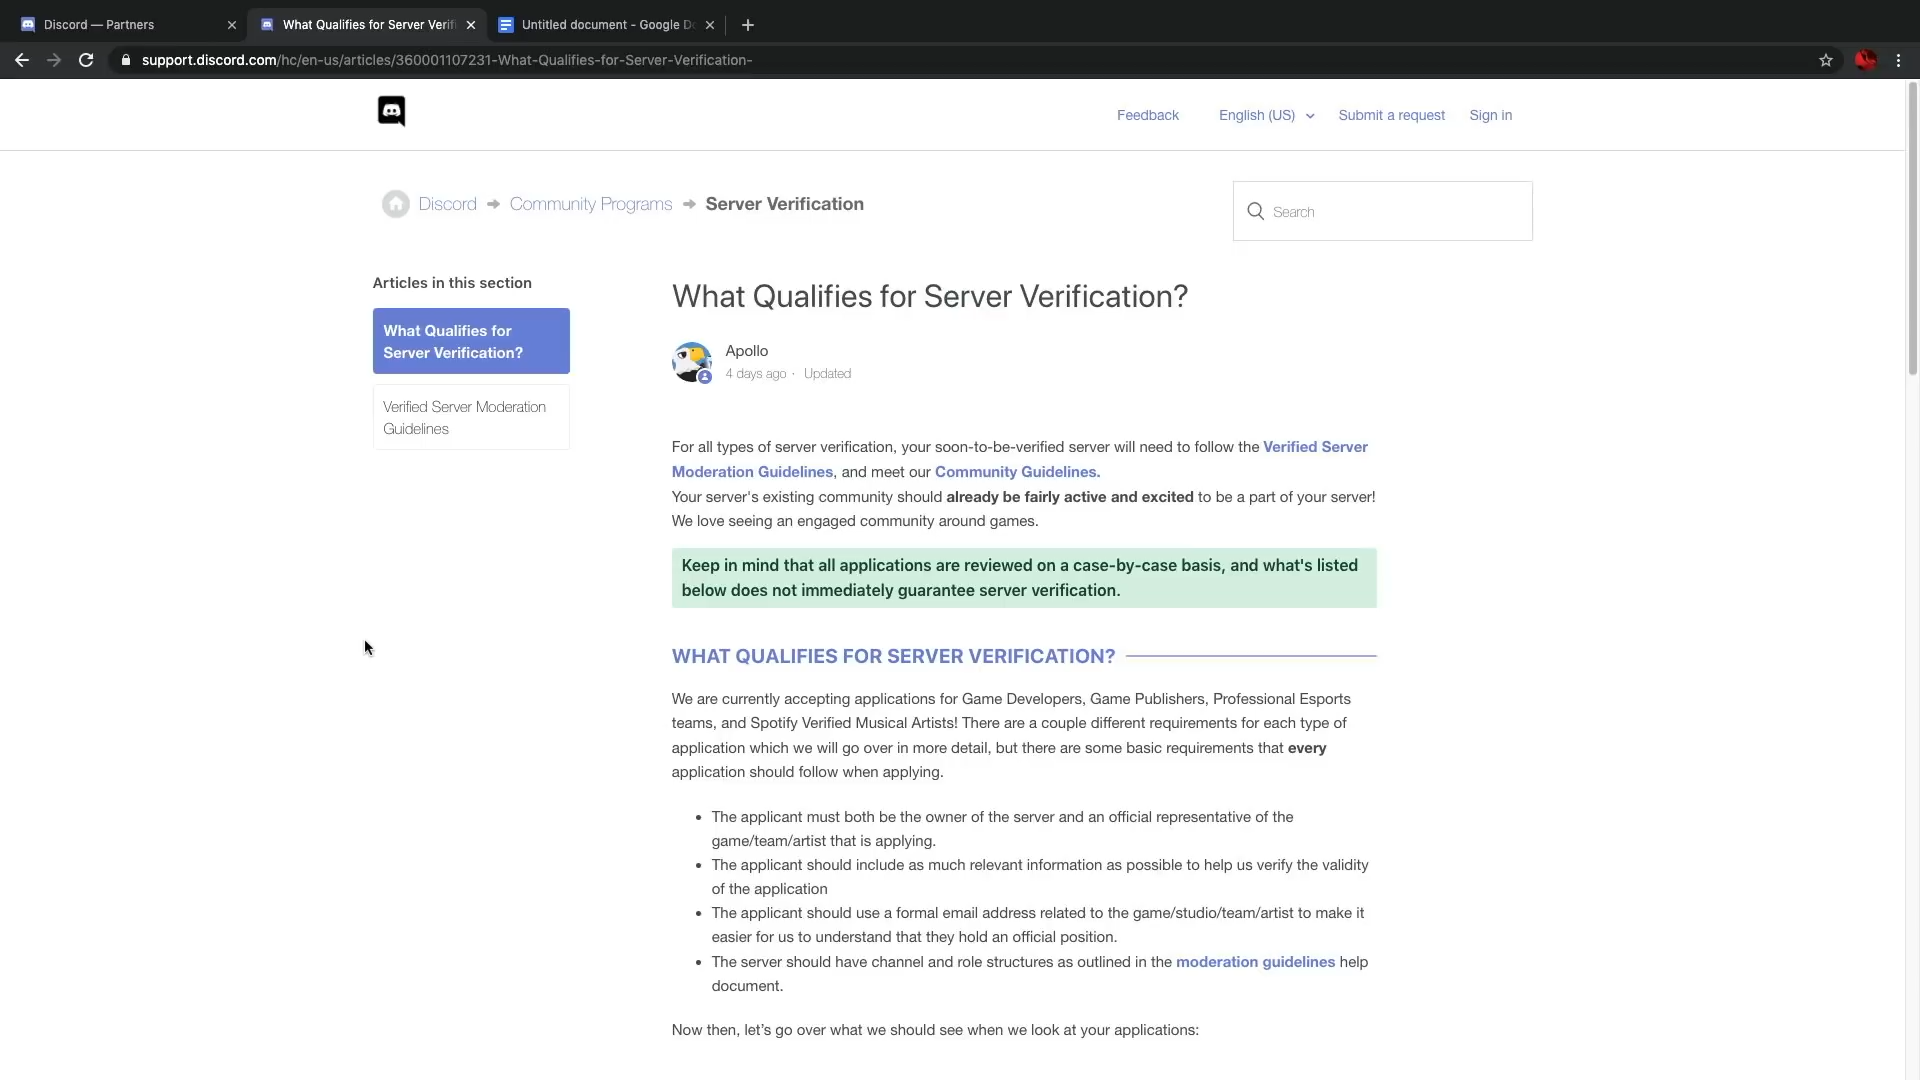 Discord — Partners
What Qualifies for Server Verifi
Untitled document - Google D
support.discord.com/hc/en-us/articles/360001107231-What-Qualifies-for-Server-Verification-
Feedback
English (US)
Submit a request
Sign in
Discord
Community Programs
Server Verification
Search
Articles in this section
What Qualifies for
Server Verification?
Verified Server Moderation
Guidelines
What Qualifies for Server Verification?
Apollo
4 days ago · Updated
For all types of server verification, your soon-to-be-verified server will need to follow the Verified Server
Moderation Guidelines, and meet our Community Guidelines.
Your server's existing community should already be fairly active and excited to be a part of your server!
We love seeing an engaged community around games.
Keep in mind that all applications are reviewed on a case-by-case basis, and what's listed
below does not immediately guarantee server verification.
WHAT QUALIFIES FOR SERVER VERIFICATION?
We are currently accepting applications for Game Developers, Game Publishers, Professional Esports
teams, and Spotify Verified Musical Artists! There are a couple different requirements for each type of
application which we will go over in more detail, but there are some basic requirements that every
application should follow when applying.
• The applicant must both be the owner of the server and an official representative of the
game/team/artist that is applying.
• The applicant should include as much relevant information as possible to help us verify the validity
of the application
• The applicant should use a formal email address related to the game/studio/team/artist to make it
easier for us to understand that they hold an official position.
• The server should have channel and role structures as outlined in the moderation guidelines help
document.
Now then, let’s go over what we should see when we look at your applications: